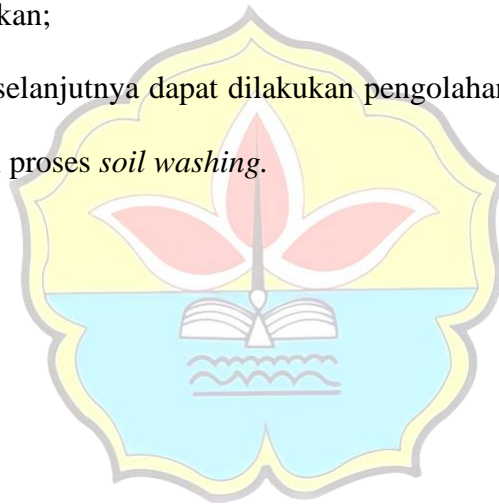 kan;
selanjutnya dapat dilakukan pengolahan
proses soil washing.